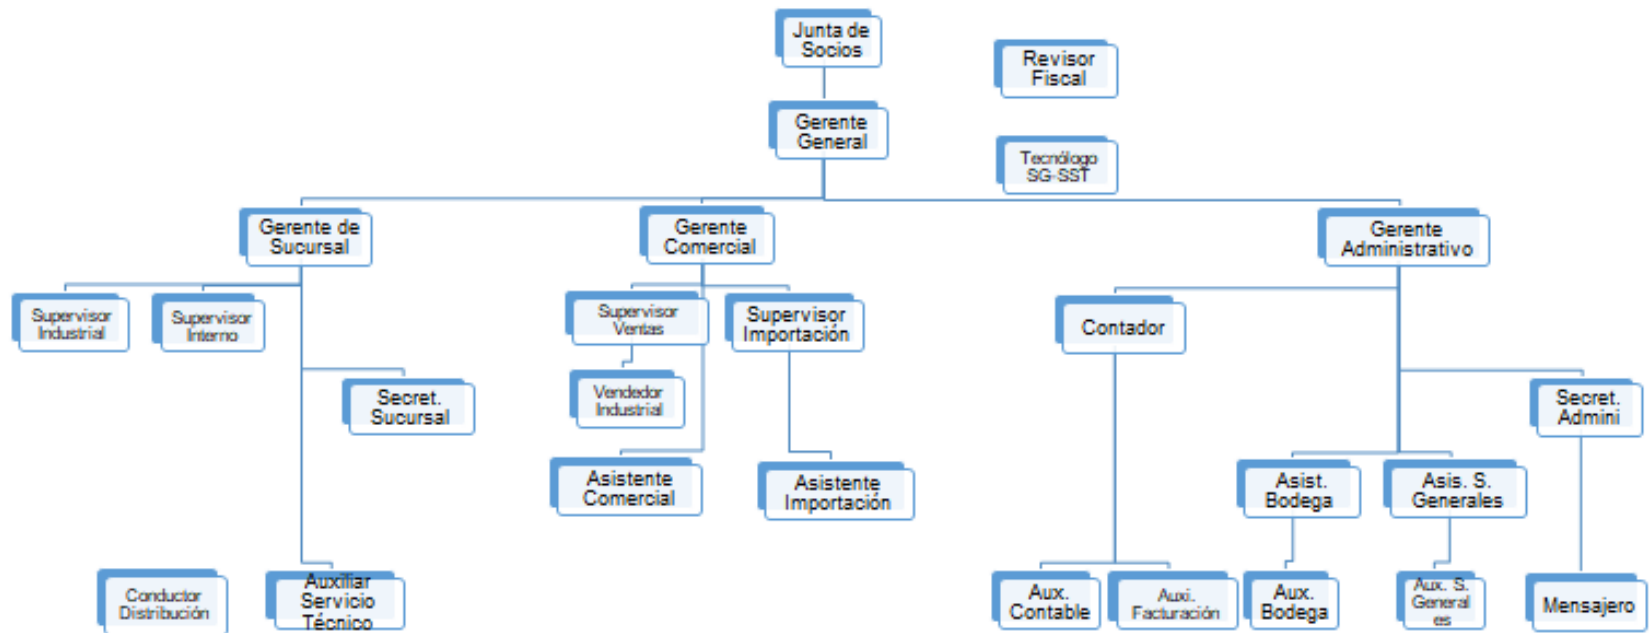 Junta de
Socios
Revisor
Fiscal
Gerente
General
Tecnólogo
SG-SST
Gerente de
Sucursal
Gerente
Comercial
Gerente
Administrativo
Supervisor
Industrial
Supervisor
Interno
Supervisor
Ventas
Supervisor
Importación
Contador
Secret.
Sucursal
Vendedor
Industrial
Secret.
Admini
Asistente
Comercial
Asistente
Importación
Asist.
Bodega
Asis. S.
Generales
Conductor
Distribución
Auxiliar
Servicio
Técnico
Aux.
Contable
Auxi.
Facturación
Aux.
Bodega
Aux. S.
General
es
Mensajero